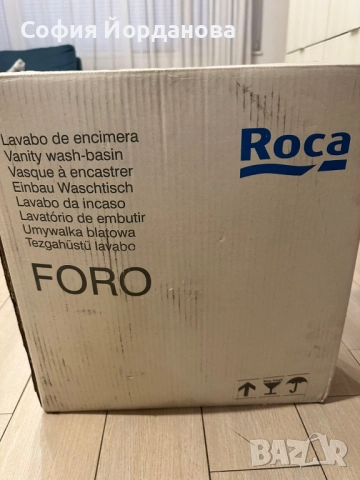 София Йорданова
Roca
Lavabo de encimera
Vanity wash-basin
Vasque à encastrer
Einbau Waschtisch
Lavabo da incaso
Lavatório de embutir
Umywalka blatowa
Tezgahüstü lavabo
FORO
BAZAR